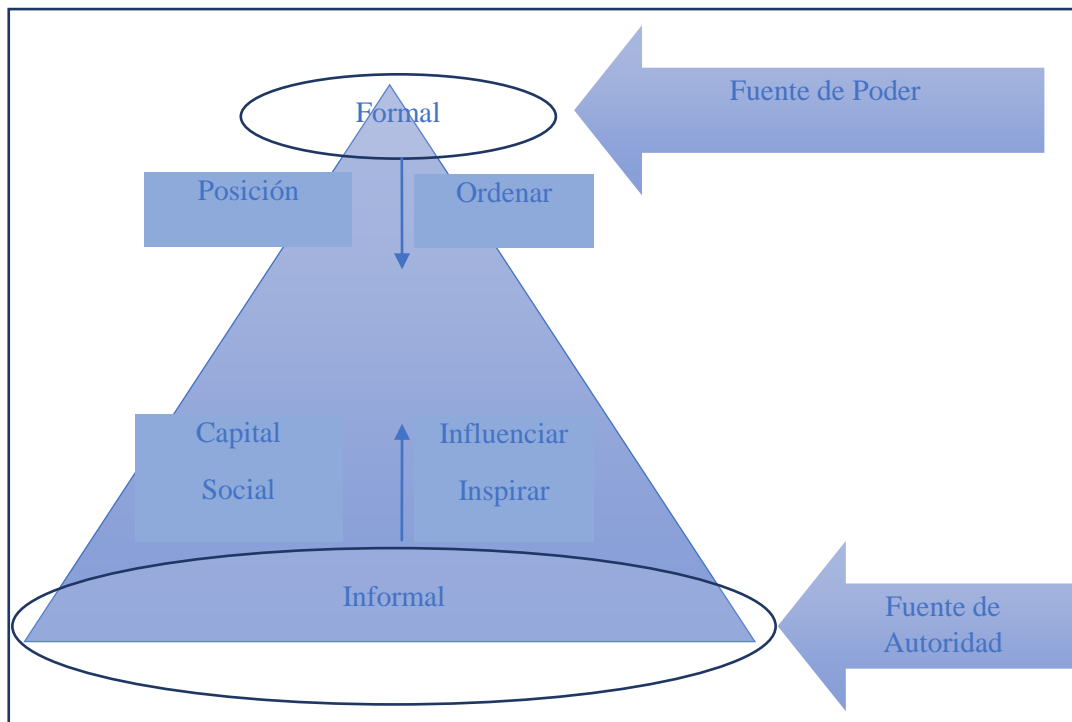 Formal
Fuente de Poder
Posición
Ordenar
Capital
Social
Influenciar
Inspirar
Informal
Fuente de
Autoridad